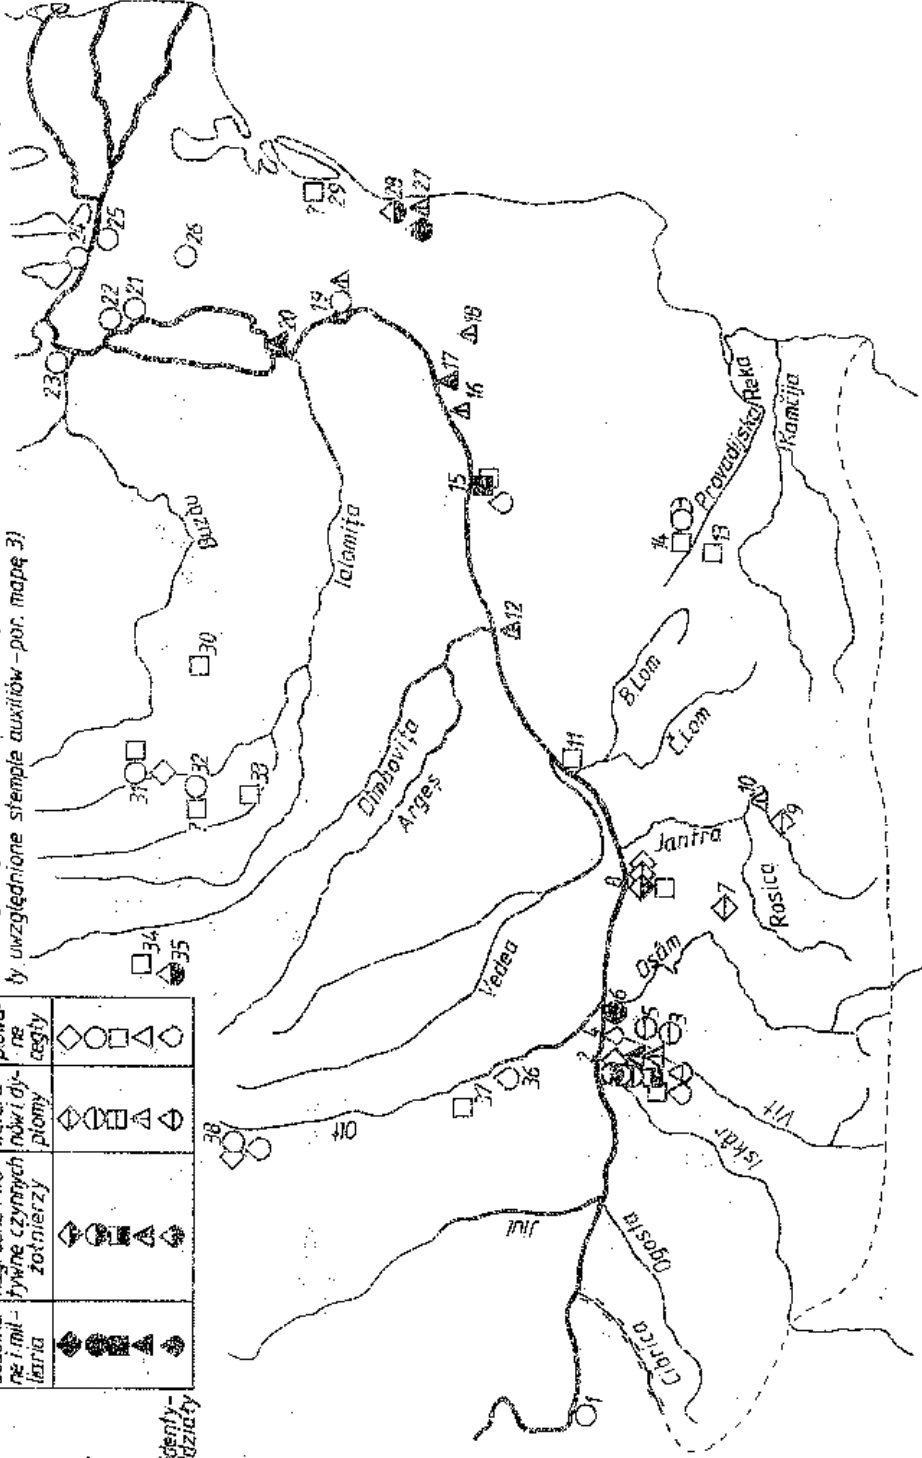 ty uwzględnione stemple auxiliów – por. mapę 3)
ne i mil-
liaria
tywne czynnych
żołnierzy
nów i dy-
plomy
ne
cegły
denty-
działy
Buzău
Ialomița
Dîmbovița
Argeș
Vedea
Olt
Jiul
Cibrica
Ogosta
Iskăr
Vit
Osăm
Rosica
Jantra
Č. Lom
B. Lom
Provadijska Reka
Kamčija
1
2
3
4
5
6
7
8
9
10
11
12
13
14
15
16
17
18
19
20
21
22
23
24
25
26
27
28
? 29
30
31
? 32
33
34
35
36
37
38